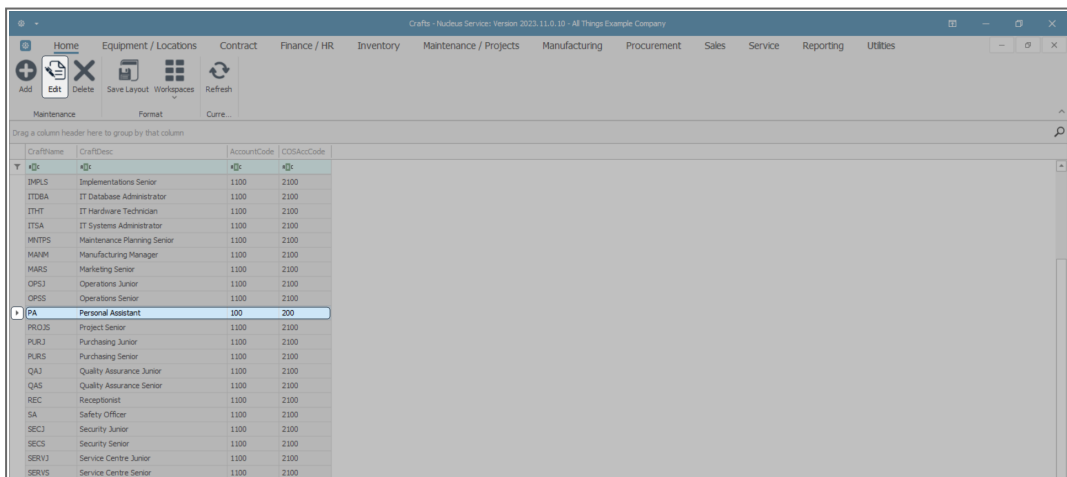 Crafts - Nucleus Service: Version 2023.11.0.10 - All Things Example Company
Home Equipment / Locations Contract Finance / HR Inventory Maintenance / Projects Manufacturing Procurement Sales Service Reporting Utilities
Add Edit Delete Save Layout Workspaces Refresh
Maintenance Format Curre...
Drag a column header here to group by that column
CraftName CraftDesc AccountCode COSAccCode
IMPLS Implementations Senior 1100 2100
ITDBA IT Database Administrator 1100 2100
ITHT IT Hardware Technician 1100 2100
ITSA IT Systems Administrator 1100 2100
MNTPS Maintenance Planning Senior 1100 2100
MANM Manufacturing Manager 1100 2100
MARS Marketing Senior 1100 2100
OPSJ Operations Junior 1100 2100
OPSS Operations Senior 1100 2100
PA Personal Assistant 100 200
PROJS Project Senior 1100 2100
PURJ Purchasing Junior 1100 2100
PURS Purchasing Senior 1100 2100
QAJ Quality Assurance Junior 1100 2100
QAS Quality Assurance Senior 1100 2100
REC Receptionist 1100 2100
SA Safety Officer 1100 2100
SECJ Security Junior 1100 2100
SECS Security Senior 1100 2100
SERVJ Service Centre Junior 1100 2100
SERVS Service Centre Senior 1100 2100